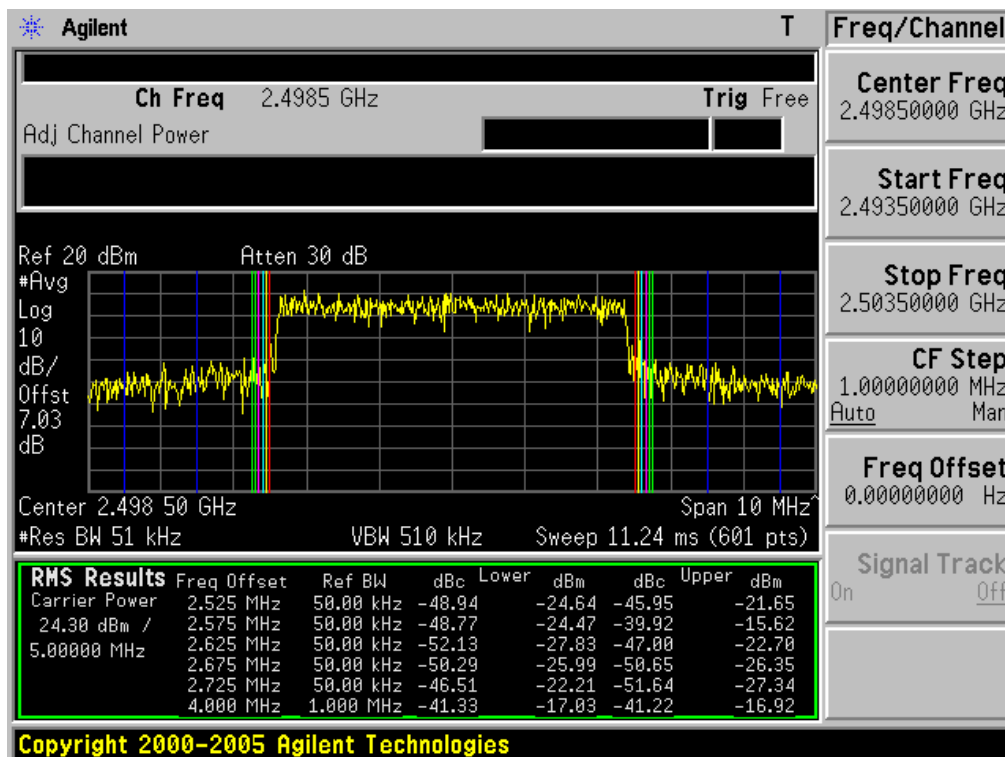 Agilent T
Freq/Channel
Ch Freq 2.4985 GHz Trig Free
Adj Channel Power
Center Freq
2.49850000 GHz
Start Freq
2.49350000 GHz
Stop Freq
2.50350000 GHz
CF Step
1.00000000 MHz
Auto Man
Freq Offset
0.00000000 Hz
Signal Track
On Off
Ref 20 dBm Atten 30 dB
#Avg
Log
10
dB/
Offst
7.03
dB
Center 2.498 50 GHz Span 10 MHz^
#Res BW 51 kHz VBW 510 kHz Sweep 11.24 ms (601 pts)
RMS Results Freq Offset Ref BW dBc Lower dBm dBc Upper dBm
Carrier Power 2.525 MHz 50.00 kHz -48.94 -24.64 -45.95 -21.65
24.30 dBm / 2.575 MHz 50.00 kHz -48.77 -24.47 -39.92 -15.62
5.00000 MHz 2.625 MHz 50.00 kHz -52.13 -27.83 -47.00 -22.70
2.675 MHz 50.00 kHz -50.29 -25.99 -50.65 -26.35
2.725 MHz 50.00 kHz -46.51 -22.21 -51.64 -27.34
4.000 MHz 1.000 MHz -41.33 -17.03 -41.22 -16.92
Copyright 2000-2005 Agilent Technologies